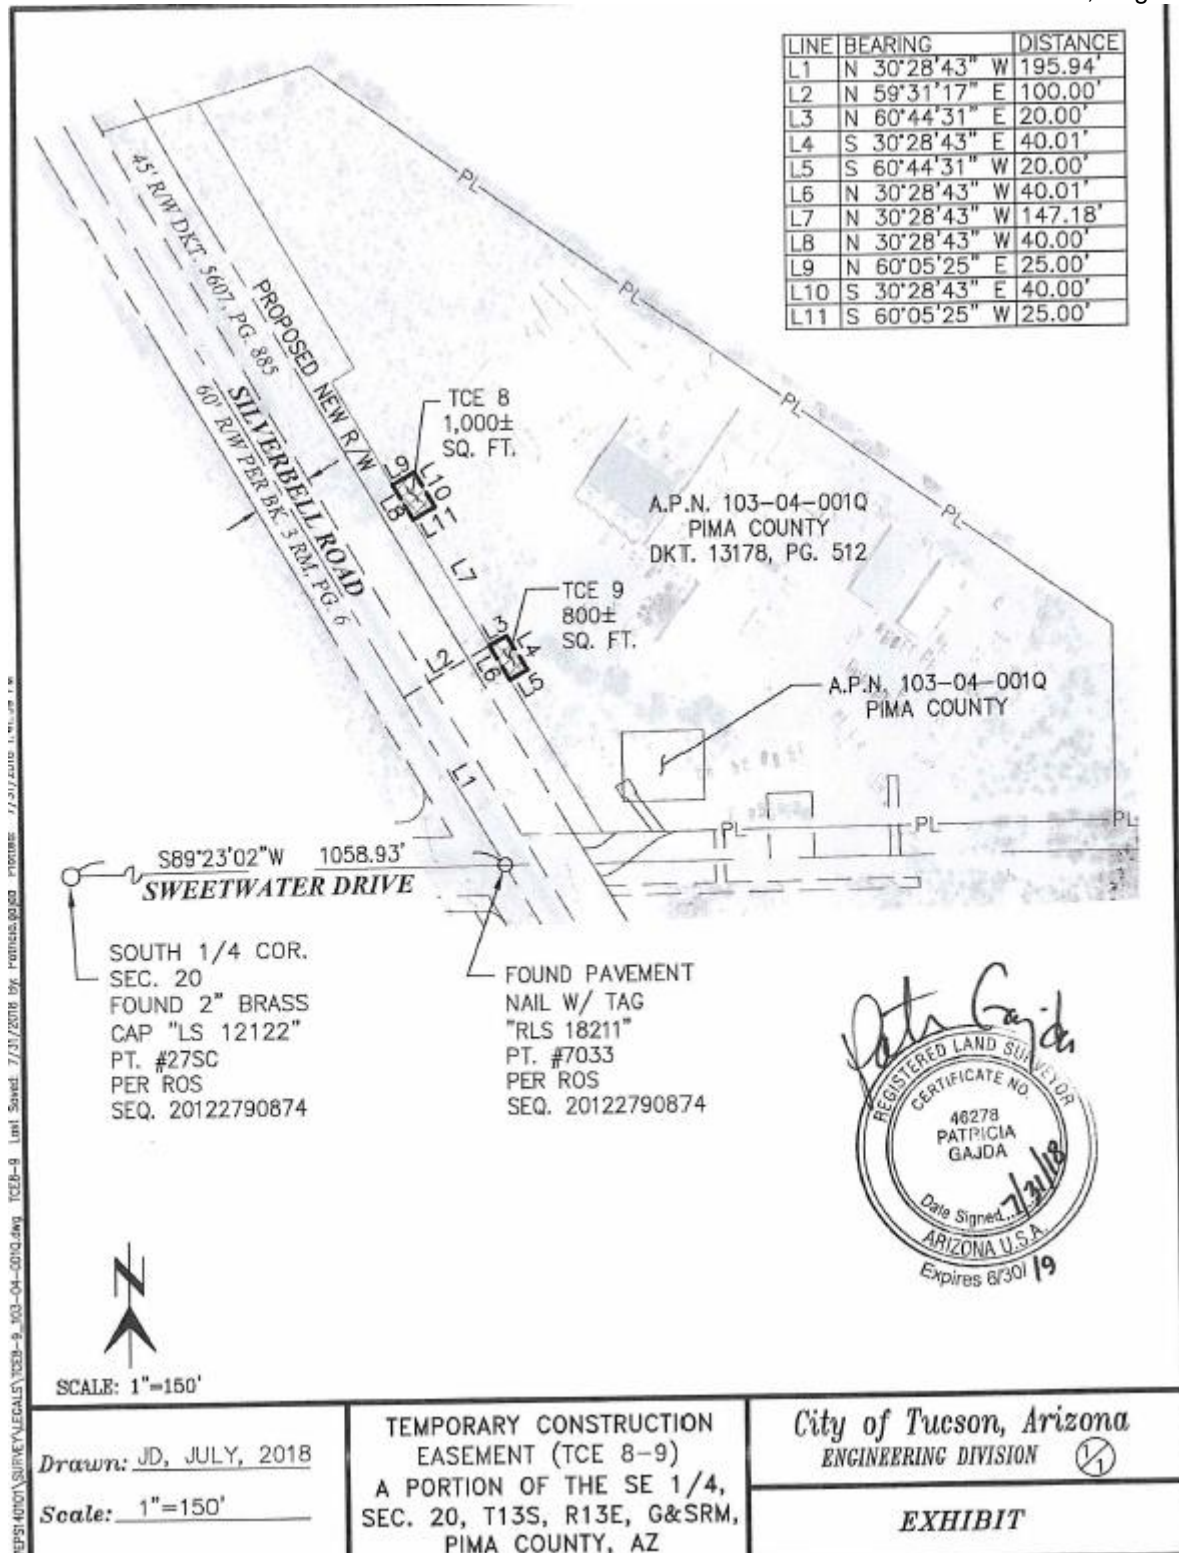 LINE BEARING DISTANCE
L1 N 30°28'43" W 195.94'
L2 N 59°31'17" E 100.00'
L3 N 60°44'31" E 20.00'
L4 S 30°28'43" E 40.01'
L5 S 60°44'31" W 20.00'
L6 N 30°28'43" W 40.01'
L7 N 30°28'43" W 147.18'
L8 N 30°28'43" W 40.00'
L9 N 60°05'25" E 25.00'
L10 S 30°28'43" E 40.00'
L11 S 60°05'25" W 25.00'
PL
PL
PL
PL
45' R/W DKT. 5607, PG. 885
PROPOSED NEW R/W
SILVERBELL ROAD
60' R/W PER BK. 3 RM, PG. 6
TCE 8
1,000±
SQ. FT.
L9
L10
L8
L11
A.P.N. 103-04-001Q
PIMA COUNTY
DKT. 13178, PG. 512
L7
TCE 9
800±
SQ. FT.
L3
L4
L2
L6
L5
A.P.N. 103-04-001Q
PIMA COUNTY
L1
PL
PL
PL
S89°23'02"W 1058.93'
SWEETWATER DRIVE
SOUTH 1/4 COR.
SEC. 20
FOUND 2" BRASS
CAP "LS 12122"
PT. #27SC
PER ROS
SEQ. 20122790874
FOUND PAVEMENT
NAIL W/ TAG
"RLS 18211"
PT. #7033
PER ROS
SEQ. 20122790874
REGISTERED LAND SURVEYOR
CERTIFICATE NO.
46278
PATRICIA
GAJDA
Date Signed 7/31/18
ARIZONA U.S.A.
Expires 6/30/19
Pats Gajda
N
SCALE: 1"=150'
Drawn: JD, JULY, 2018
Scale: 1"=150'
TEMPORARY CONSTRUCTION
EASEMENT (TCE 8-9)
A PORTION OF THE SE 1/4,
SEC. 20, T13S, R13E, G&SRM,
PIMA COUNTY, AZ
City of Tucson, Arizona
ENGINEERING DIVISION 1/1
EXHIBIT
TCE8-9 Last Saved: 7/31/2018 By: